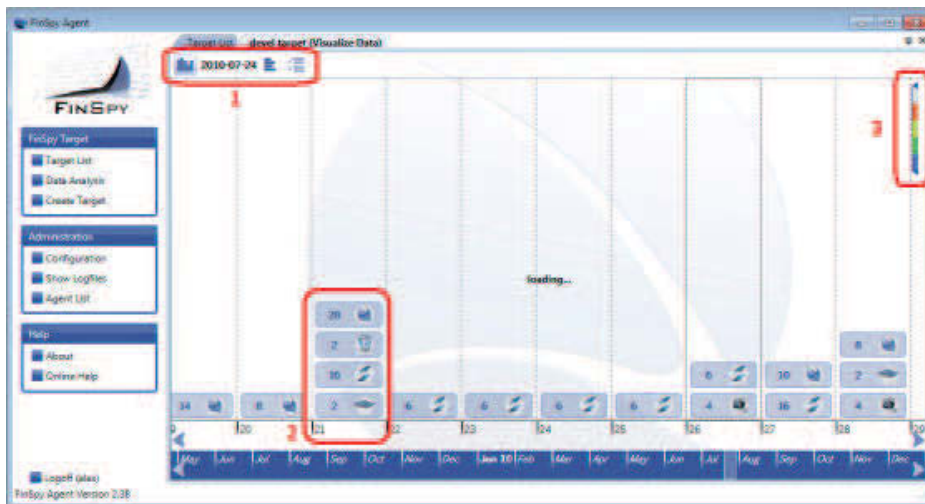 FinSpy Agent
Target List devel target (Visualize Data)
2010-07-24
1
FINSPY
FinSpy Target
Target List
Data Analysis
Create Target
Administration
Configuration
Show Logfiles
Agent List
Help
About
Online Help
loading...
20
2
8
16
6
10
2
14
8
2
6
6
6
6
4
16
4
20
21
22
23
24
25
26
27
28
29
May Jun Jul Aug Sep Oct Nov Dec Jan 10 Feb Mar Apr May Jun Jul Aug Sep Oct Nov Dec
Logoff (alex)
FinSpy Agent Version 2.38